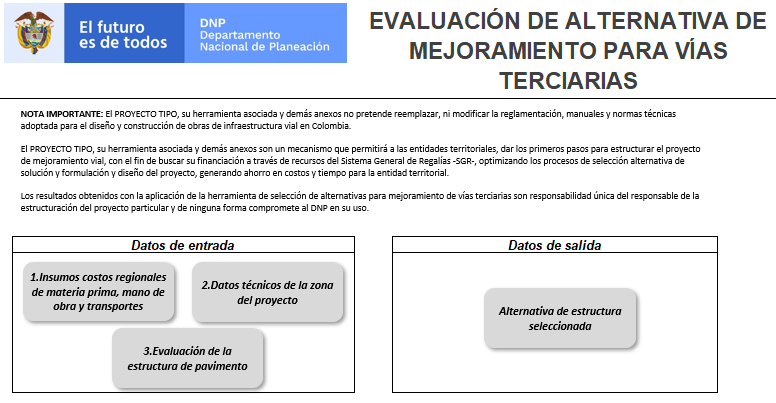 El futuro
es de todos
DNP
Departamento
Nacional de Planeación
EVALUACIÓN DE ALTERNATIVA DE
MEJORAMIENTO PARA VÍAS
TERCIARIAS
NOTA IMPORTANTE: El PROYECTO TIPO, su herramienta asociada y demás anexos no pretende reemplazar, ni modificar la reglamentación, manuales y normas técnicas
adoptada para el diseño y construcción de obras de infraestructura vial en Colombia.
El PROYECTO TIPO, su herramienta asociada y demás anexos son un mecanismo que permitirá a las entidades territoriales, dar los primeros pasos para estructurar el proyecto
de mejoramiento vial, con el fin de buscar su financiación a través de recursos del Sistema General de Regalías -SGR-, optimizando los procesos de selección alternativa de
solución y formulación y diseño del proyecto, generando ahorro en costos y tiempo para la entidad territorial.
Los resultados obtenidos con la aplicación de la herramienta de selección de alternativas para mejoramiento de vías terciarias son responsabilidad única del responsable de la
estructuración del proyecto particular y de ninguna forma compromete al DNP en su uso.
Datos de entrada
1.Insumos costos regionales
de materia prima, mano de
obra y transportes
2.Datos técnicos de la zona
del proyecto
3.Evaluación de la
estructura de pavimento
Datos de salida
Alternativa de estructura
seleccionada